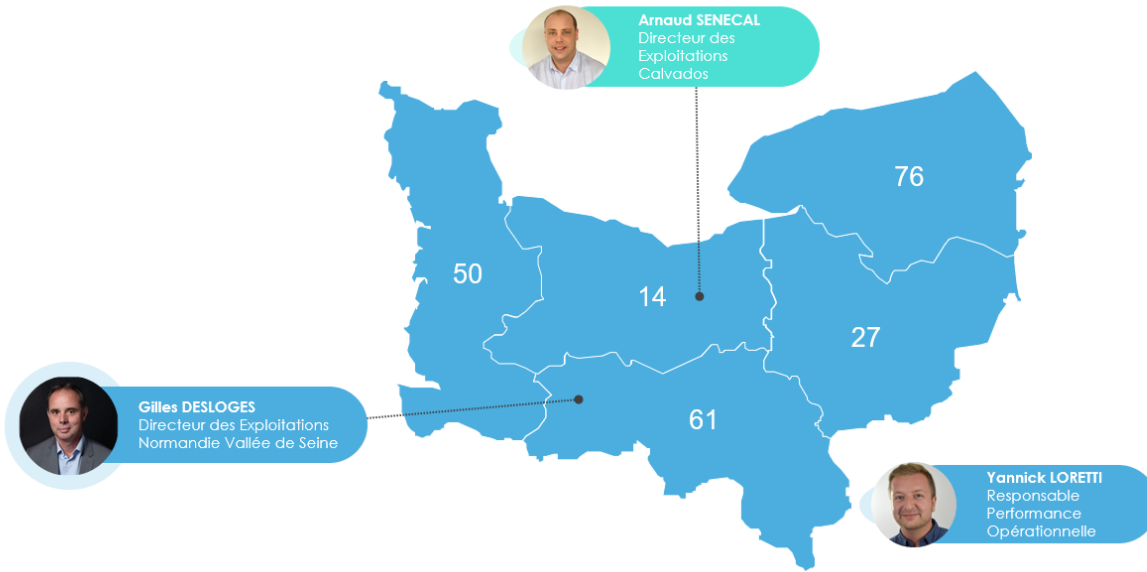 Arnaud SENECAL
Directeur des
Exploitations
Calvados
76
50
14
27
Gilles DESLOGES
Directeur des Exploitations
Normandie Vallée de Seine
61
Yannick LORETTI
Responsable
Performance
Opérationnelle